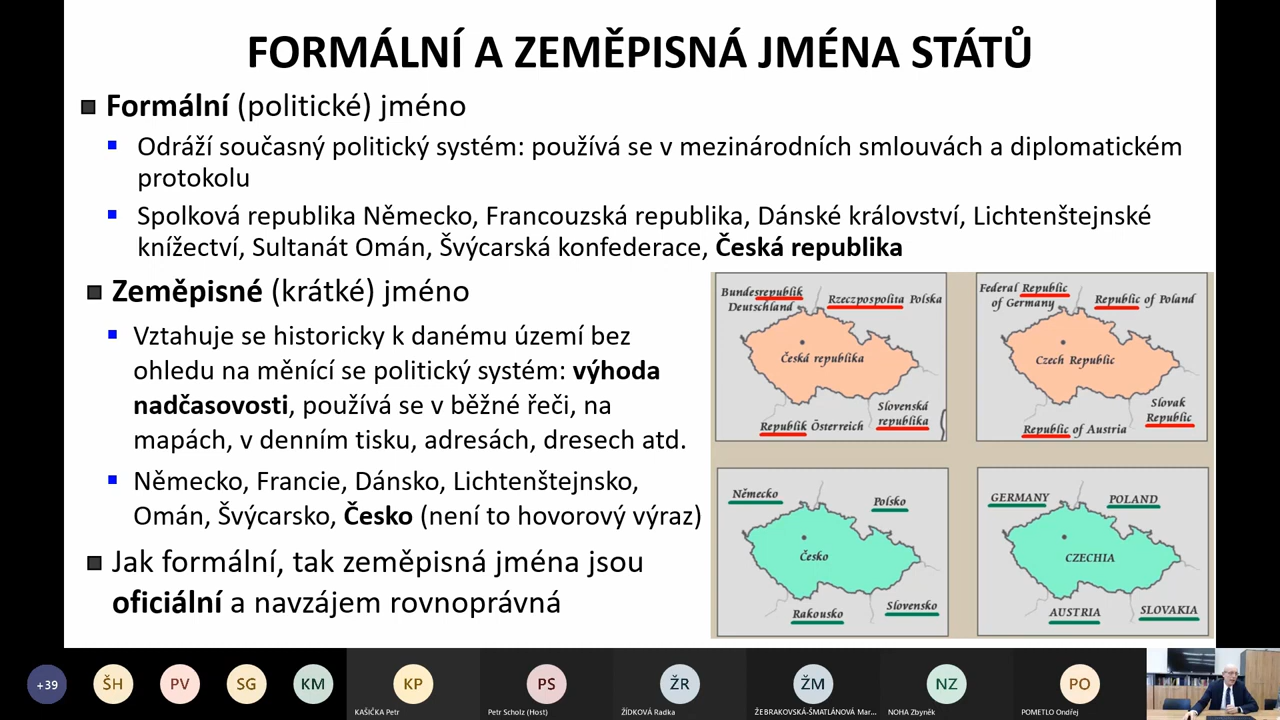 FORMÁLNÍ A ZEMĚPISNÁ JMÉNA STÁTŮ
Formální (politické) jméno
Odráží současný politický systém: používá se v mezinárodních smlouvách a diplomatickém
protokolu
Spolková republika Německo, Francouzská republika, Dánské království, Lichtenštejnské
knížectví, Sultanát Omán, Švýcarská konfederace, Česká republika
Zeměpisné (krátké) jméno
Vztahuje se historicky k danému území bez
ohledu na měnící se politický systém: výhoda
nadčasovosti, používá se v běžné řeči, na
mapách, v denním tisku, adresách, dresech atd.
Německo, Francie, Dánsko, Lichtenštejnsko,
Omán, Švýcarsko, Česko (není to hovorový výraz)
Jak formální, tak zeměpisná jména jsou
oficiální a navzájem rovnoprávná
Bundesrepublik
Deutschland
Rzeczpospolita Polska
Česká republika
Slovenská
republika
Republik Österreich
Federal Republic
of Germany
Republic of Poland
Czech Republic
Slovak
Republic
Republic of Austria
Německo
Polsko
Česko
Slovensko
Rakousko
GERMANY
POLAND
CZECHIA
SLOVAKIA
AUSTRIA
+39
ŠH
PV
SG
KM
KP
KAŠIČKA Petr
PS
Petr Scholz (Host)
ŽR
ŽÍDKOVÁ Radka
ŽM
ŽEBRAKOVSKÁ-ŠMATLÁNOVÁ Mar...
NZ
NOHA Zbyněk
PO
POMETLO Ondřej